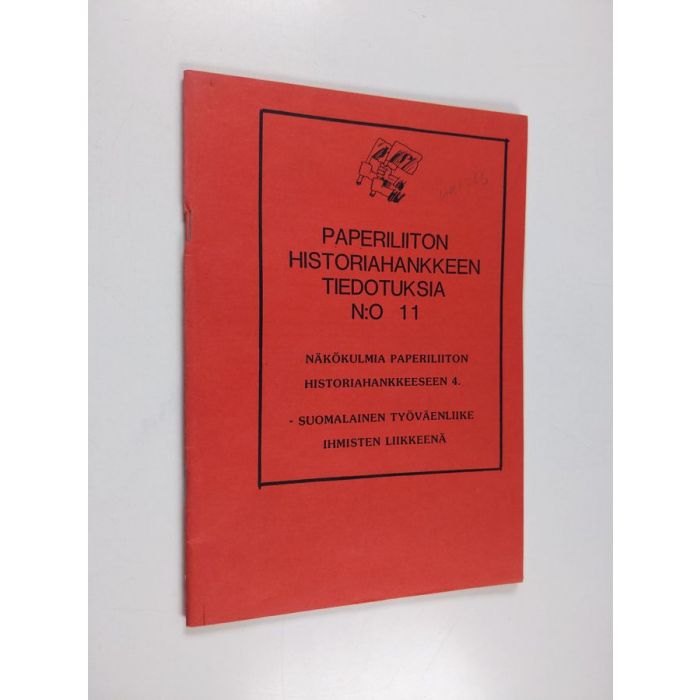 PAPERILIITON
HISTORIAHANKKEEN
TIEDOTUKSIA
N:O 11
NÄKÖKULMIA PAPERILIITON
HISTORIAHANKKEESEEN 4.
- SUOMALAINEN TYÖVÄENLIIKE
IHMISTEN LIIKKEENÄ